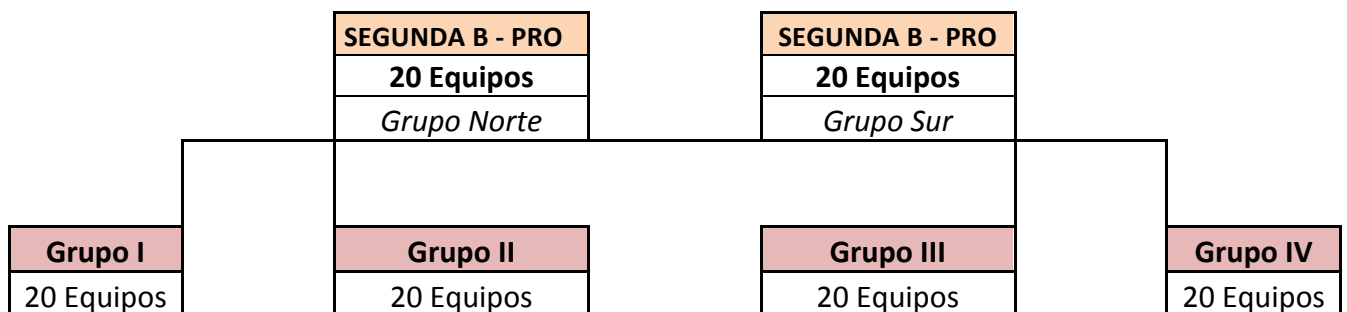 SEGUNDA B - PRO SEGUNDA B - PRO
20 Equipos 20 Equipos
Grupo Norte Grupo Sur
Grupo I Grupo II Grupo III Grupo IV
20 Equipos 20 Equipos 20 Equipos 20 Equipos